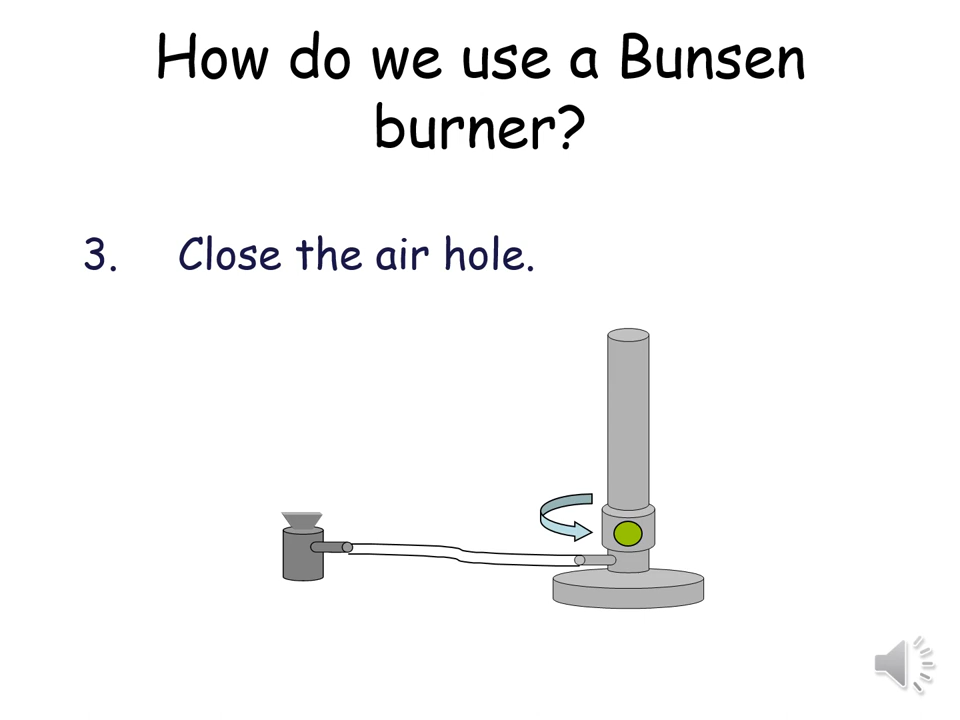 How do we use a Bunsen
burner?
3. Close the air hole.